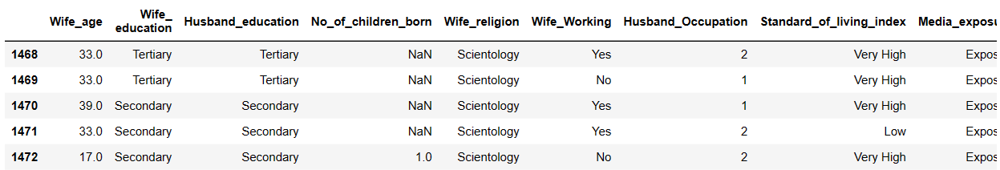 Wife_age Wife_ education Husband_education No_of_children_born Wife_religion Wife_Working Husband_Occupation Standard_of_living_index Media_exposu
1468 33.0 Tertiary Tertiary NaN Scientology Yes 2 Very High Expos
1469 33.0 Tertiary Tertiary NaN Scientology No 1 Very High Expos
1470 39.0 Secondary Secondary NaN Scientology Yes 1 Very High Expos
1471 33.0 Secondary Secondary NaN Scientology Yes 2 Low Expos
1472 17.0 Secondary Secondary 1.0 Scientology No 2 Very High Expos